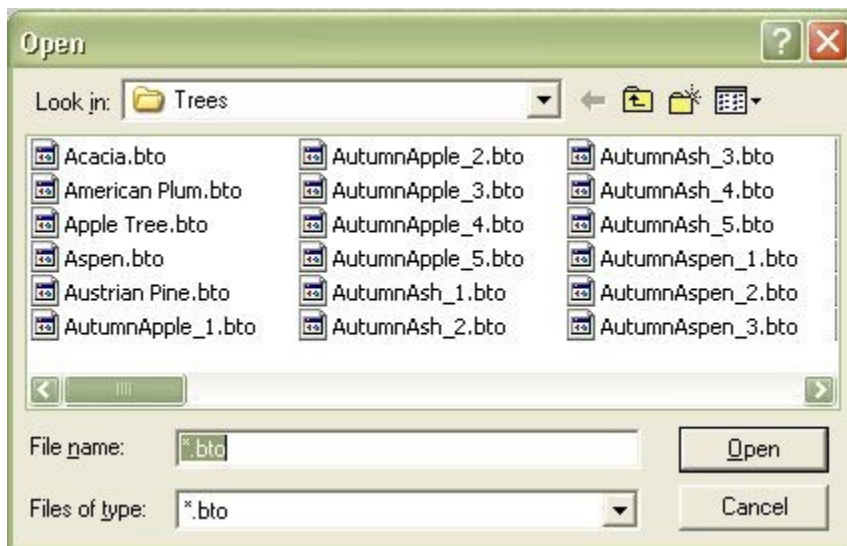 Open
Look in: Trees
Acacia.bto
American Plum.bto
Apple Tree.bto
Aspen.bto
Austrian Pine.bto
AutumnApple_1.bto
AutumnApple_2.bto
AutumnApple_3.bto
AutumnApple_4.bto
AutumnApple_5.bto
AutumnAsh_1.bto
AutumnAsh_2.bto
AutumnAsh_3.bto
AutumnAsh_4.bto
AutumnAsh_5.bto
AutumnAspen_1.bto
AutumnAspen_2.bto
AutumnAspen_3.bto
File name: *.bto
Open
Files of type: *.bto
Cancel